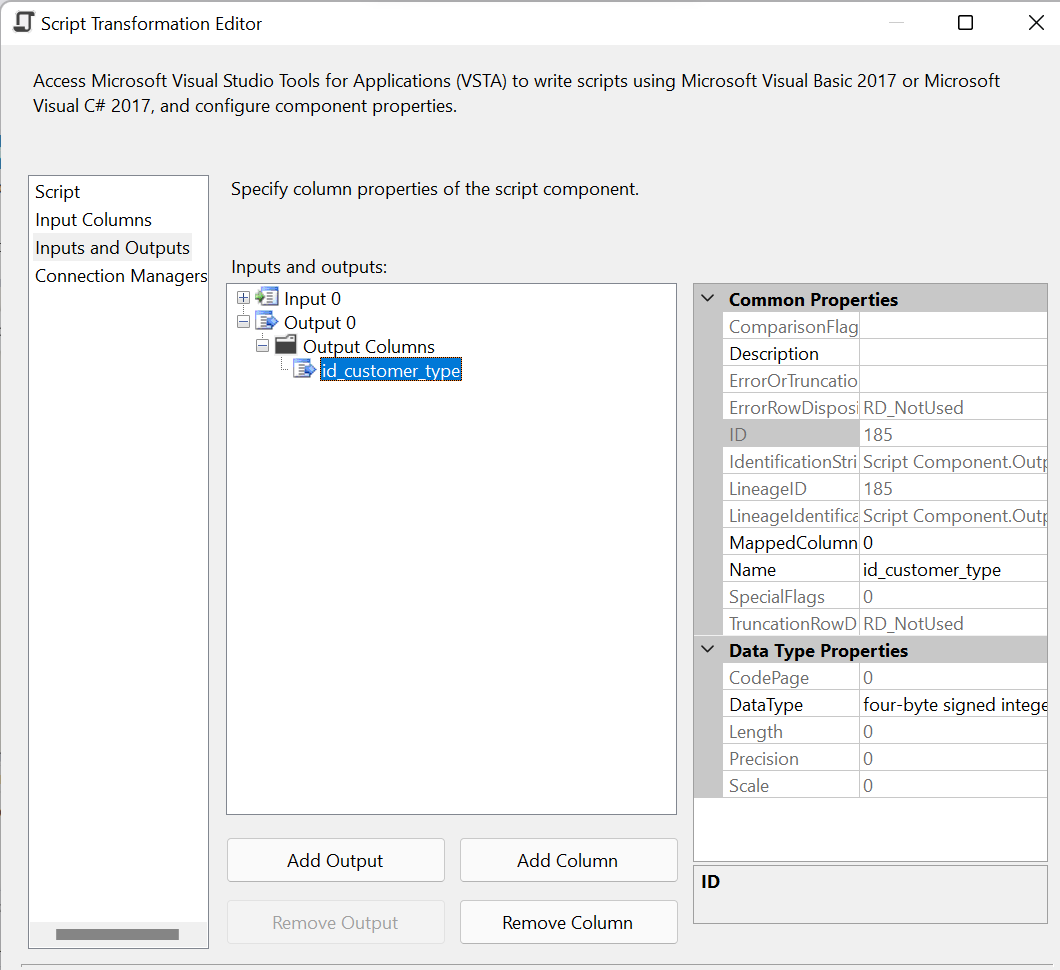 Script Transformation Editor
Access Microsoft Visual Studio Tools for Applications (VSTA) to write scripts using Microsoft Visual Basic 2017 or Microsoft
Visual C# 2017, and configure component properties.
Script
Input Columns
Inputs and Outputs
Connection Managers
Specify column properties of the script component.
Inputs and outputs:
Input 0
Output 0
Output Columns
id_customer_type
Common Properties
ComparisonFlag
Description
ErrorOrTruncatio
ErrorRowDisposi RD_NotUsed
ID 185
IdentificationStri Script Component.Outp
LineageID 185
LineageIdentifica Script Component.Outp
MappedColumn 0
Name id_customer_type
SpecialFlags 0
TruncationRowD RD_NotUsed
Data Type Properties
CodePage 0
DataType four-byte signed intege
Length 0
Precision 0
Scale 0
Add Output
Add Column
Remove Output
Remove Column
ID